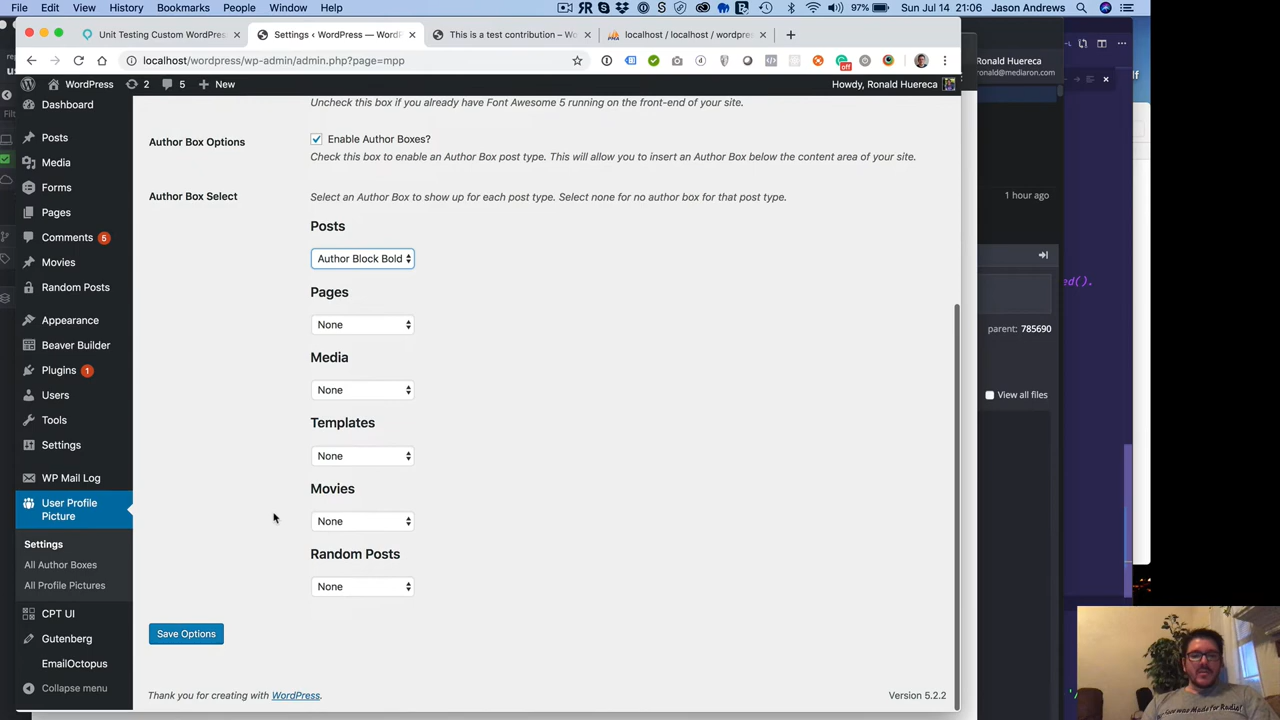 File Edit View History Bookmarks People Window Help
97% Sun Jul 14 21:06 Jason Andrews
Unit Testing Custom WordPres
Settings ‹ WordPress — WordP
This is a test contribution – Wo
localhost / localhost / wordpre
localhost/wordpress/wp-admin/admin.php?page=mpp
off
WordPress 2 5 New
Howdy, Ronald Huereca
Dashboard
Posts
Media
Forms
Pages
Comments 5
Movies
Random Posts
Appearance
Beaver Builder
Plugins 1
Users
Tools
Settings
WP Mail Log
User Profile
Picture
Settings
All Author Boxes
All Profile Pictures
CPT UI
Gutenberg
EmailOctopus
Collapse menu
Uncheck this box if you already have Font Awesome 5 running on the front-end of your site.
Author Box Options
Enable Author Boxes?
Check this box to enable an Author Box post type. This will allow you to insert an Author Box below the content area of your site.
Author Box Select
Select an Author Box to show up for each post type. Select none for no author box for that post type.
Posts
Author Block Bold
Pages
None
Media
None
Templates
None
Movies
None
Random Posts
None
Save Options
Thank you for creating with WordPress.
Version 5.2.2
Ronald Huereca
ronald@mediaron.com
1 hour ago
ed().
parent: 785690
View all files